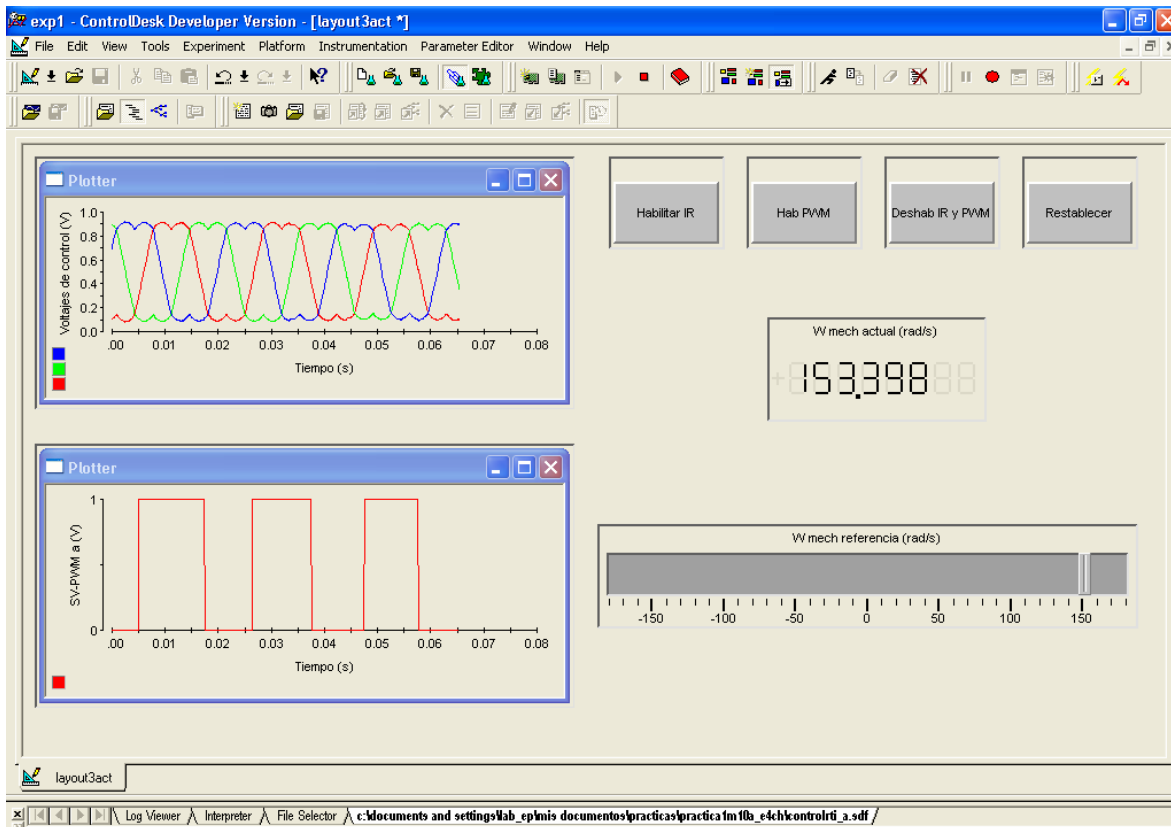 exp1 - ControlDesk Developer Version - [layout3act *]
File Edit View Tools Experiment Platform Instrumentation Parameter Editor Window Help
Plotter
Voltajes de control (V)
1.0
0.8
0.6
0.4
0.2
0.0
.00 0.01 0.02 0.03 0.04 0.05 0.06 0.07 0.08
Tiempo (s)
Habilitar IR
Hab PWM
Deshab IR y PWM
Restablecer
W mech actual (rad/s)
153.398
Plotter
SV-PWM a (V)
1
0
.00 0.01 0.02 0.03 0.04 0.05 0.06 0.07 0.08
Tiempo (s)
W mech referencia (rad/s)
-150 -100 -50 0 50 100 150
layout3act
Log Viewer Interpreter File Selector c:\documents and settings\lab_ep\mis documentos\practicas\practica1m10a_e4ch\controlrti_a.sdf